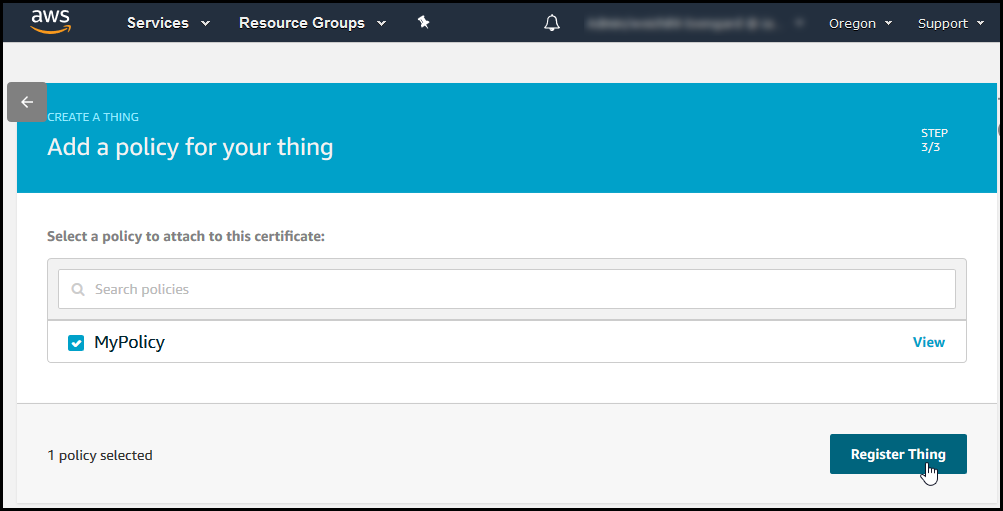 aws Services Resource Groups Oregon Support
CREATE A THING
Add a policy for your thing
STEP
3/3
Select a policy to attach to this certificate:
Search policies
MyPolicy View
1 policy selected Register Thing